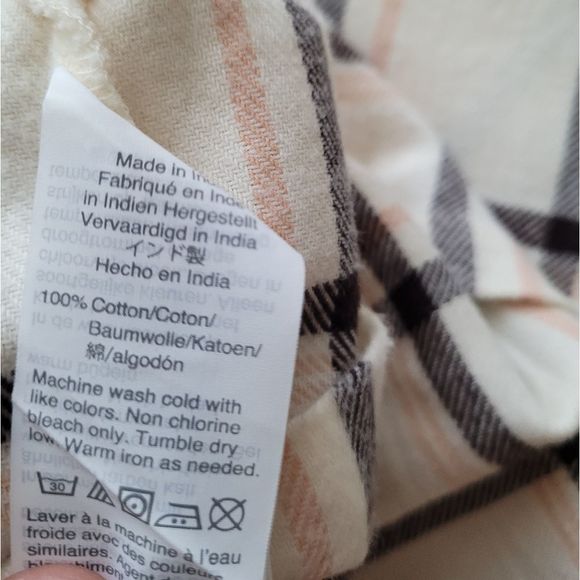 Made in
Fabriqué en
in Indien Hergestellt
Vervaardigd in India
インド製
Hecho en India
100% Cotton/Coton/
Baumwolle/Katoen/
綿/algodón
Machine wash cold with
like colors. Non chlorine
bleach only. Tumble dry
low. Warm iron as needed.
30
Laver à la machine à l'eau
froide avec des couleurs
similaires. Agent de